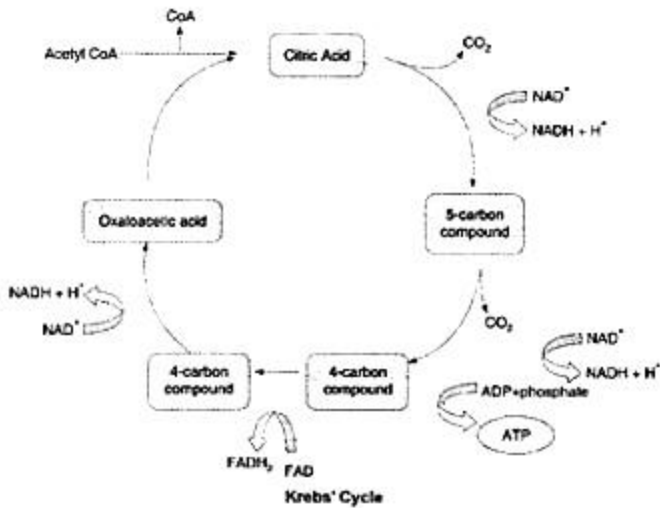 CoA
Acetyl CoA
Citric Acid
CO₂
NAD⁺
NADH + H⁺
5-carbon
compound
CO₂
NAD⁺
NADH + H⁺
ADP+phosphate
ATP
4-carbon
compound
FADH₂
FAD
4-carbon
compound
NADH + H⁺
NAD⁺
Oxaloacetic acid
Krebs' Cycle